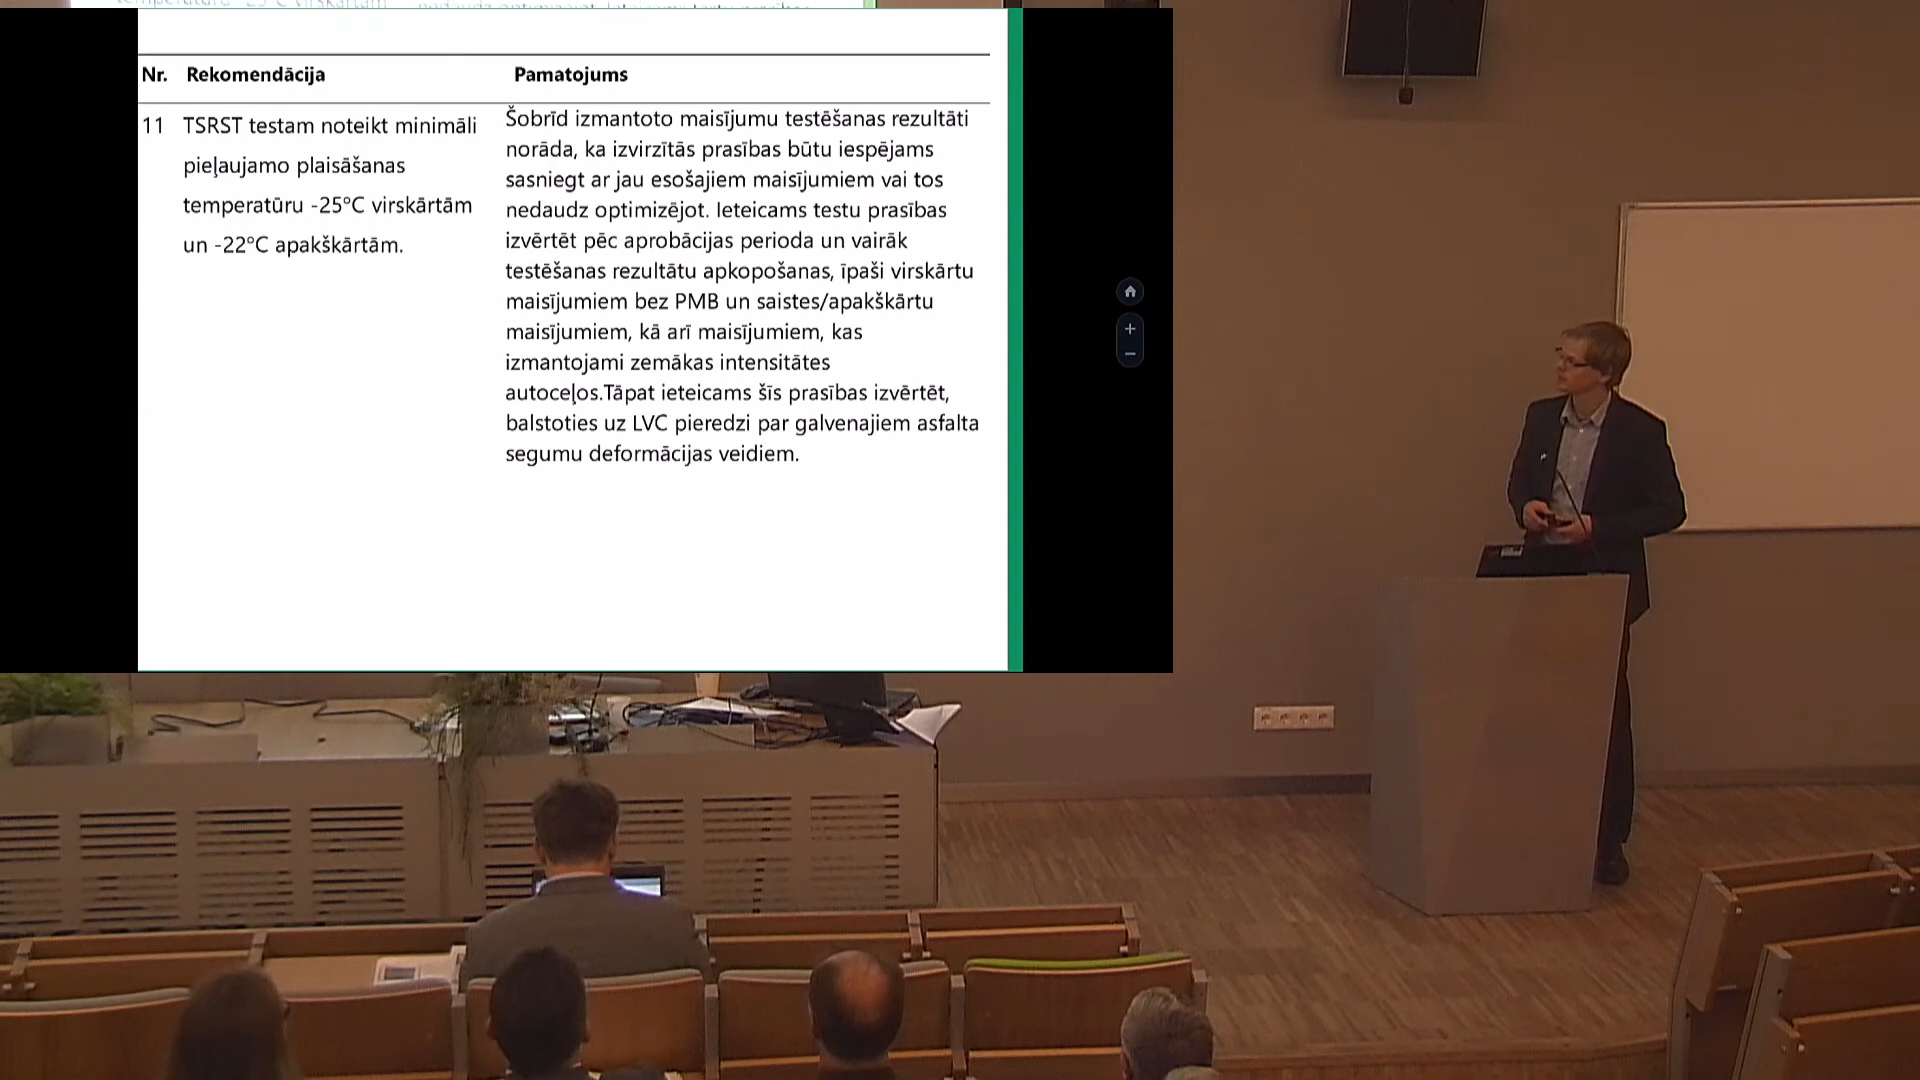 Nr. Rekomendācija Pamatojums
11 TSRST testam noteikt minimāli
pieļaujamo plaisāšanas
temperatūru -25°C virskārtām
un -22°C apakškārtām.
Šobrīd izmantoto maisījumu testēšanas rezultāti
norāda, ka izvirzītās prasības būtu iespējams
sasniegt ar jau esošajiem maisījumiem vai tos
nedaudz optimizējot. Ieteicams testu prasības
izvērtēt pēc aprobācijas perioda un vairāk
testēšanas rezultātu apkopošanas, īpaši virskārtu
maisījumiem bez PMB un saistes/apakškārtu
maisījumiem, kā arī maisījumiem, kas
izmantojami zemākas intensitātes
autoceļos.Tāpat ieteicams šīs prasības izvērtēt,
balstoties uz LVC pieredzi par galvenajiem asfalta
segumu deformācijas veidiem.